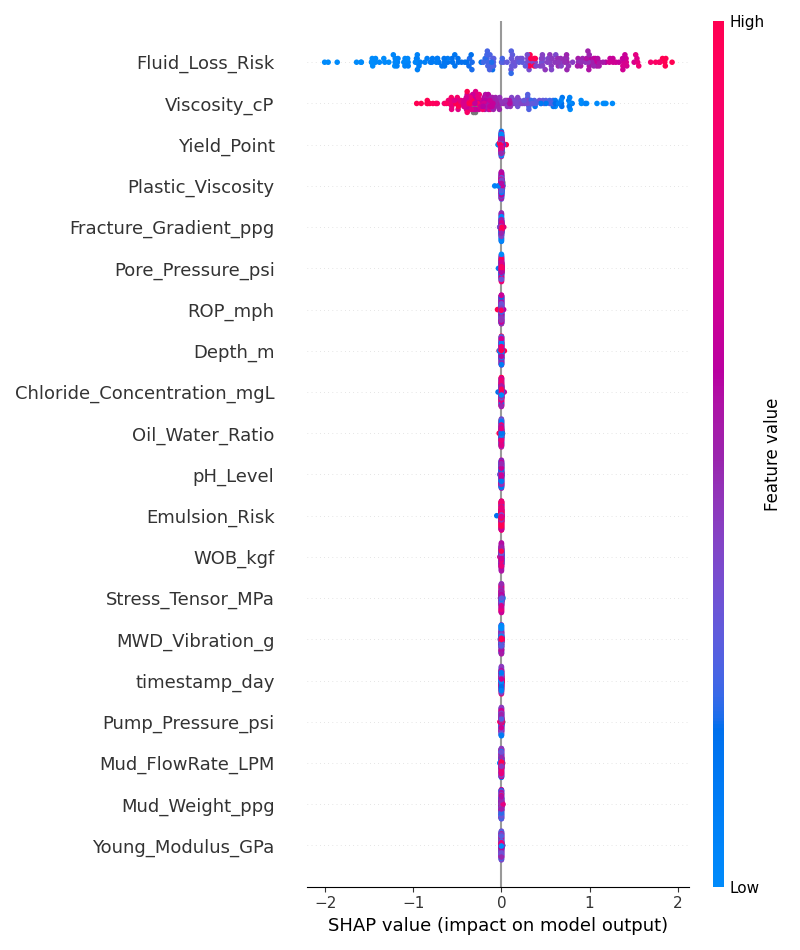 High
Fluid_Loss_Risk
Viscosity_cP
Yield_Point
Plastic_Viscosity
Fracture_Gradient_ppg
Pore_Pressure_psi
ROP_mph
Depth_m
Chloride_Concentration_mgL
Oil_Water_Ratio
pH_Level
Emulsion_Risk
WOB_kgf
Stress_Tensor_MPa
MWD_Vibration_g
timestamp_day
Pump_Pressure_psi
Mud_FlowRate_LPM
Mud_Weight_ppg
Young_Modulus_GPa
Feature value
Low
−2 −1 0 1 2
SHAP value (impact on model output)